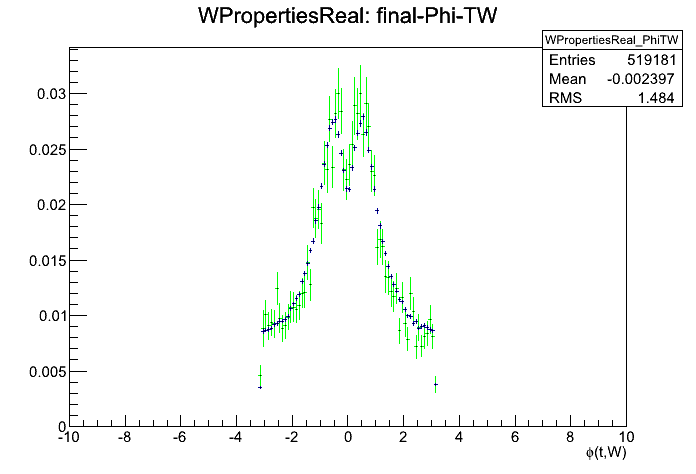 WPropertiesReal: final-Phi-TW
WPropertiesReal_PhiTW
Entries 519181
Mean -0.002397
RMS 1.484
0.03
0.025
0.02
0.015
0.01
0.005
0
-10 -8 -6 -4 -2 0 2 4 6 8 10
ϕ(t,W)